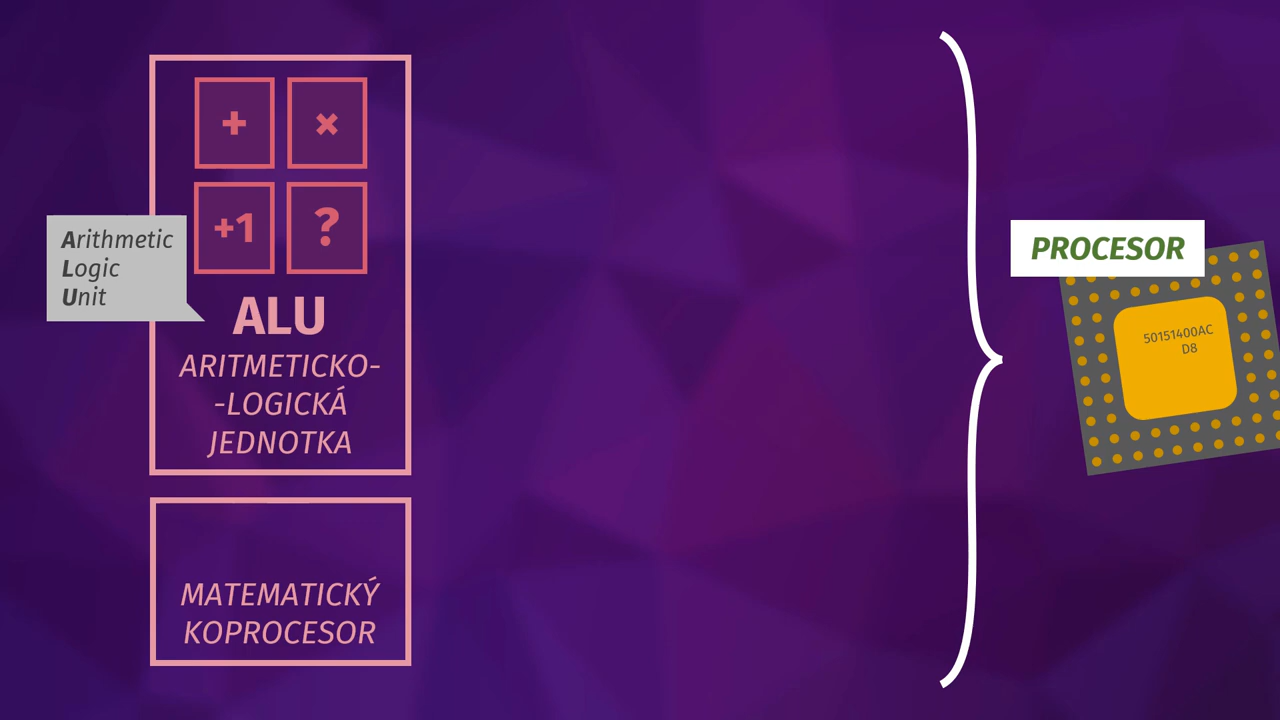 + ×
+1 ?
Arithmetic
Logic
Unit
ALU
ARITMETICKO-
-LOGICKÁ
JEDNOTKA
MATEMATICKÝ
KOPROCESOR
PROCESOR
50151400AC
D8